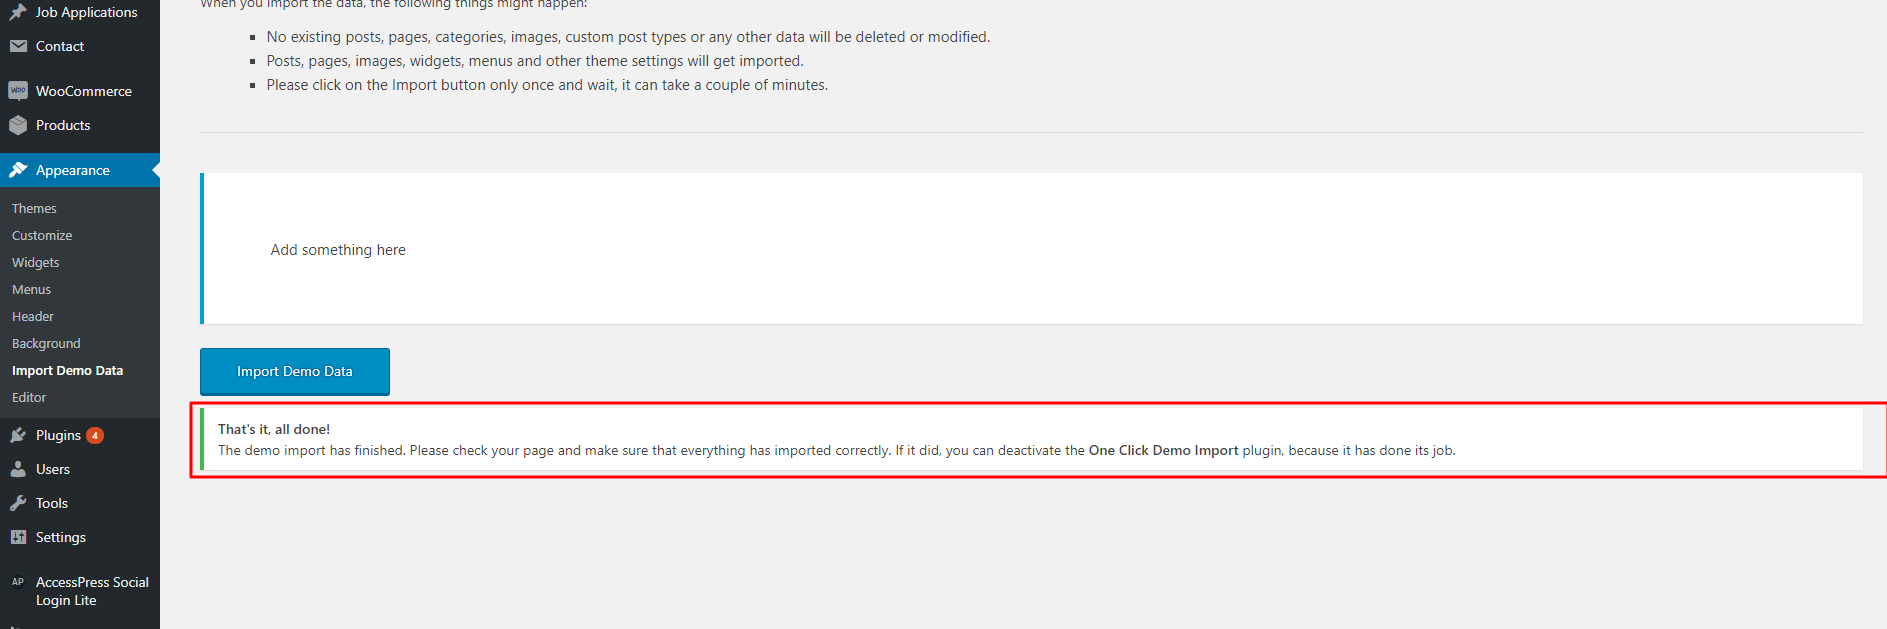 Job Applications
Contact
WOO
WooCommerce
Products
Appearance
Themes
Customize
Widgets
Menus
Header
Background
Import Demo Data
Editor
Plugins 4
Users
Tools
Settings
AP
AccessPress Social
Login Lite
When you import the data, the following things might happen:
No existing posts, pages, categories, images, custom post types or any other data will be deleted or modified.
Posts, pages, images, widgets, menus and other theme settings will get imported.
Please click on the Import button only once and wait, it can take a couple of minutes.
Add something here
Import Demo Data
That's it, all done!
The demo import has finished. Please check your page and make sure that everything has imported correctly. If it did, you can deactivate the One Click Demo Import plugin, because it has done its job.